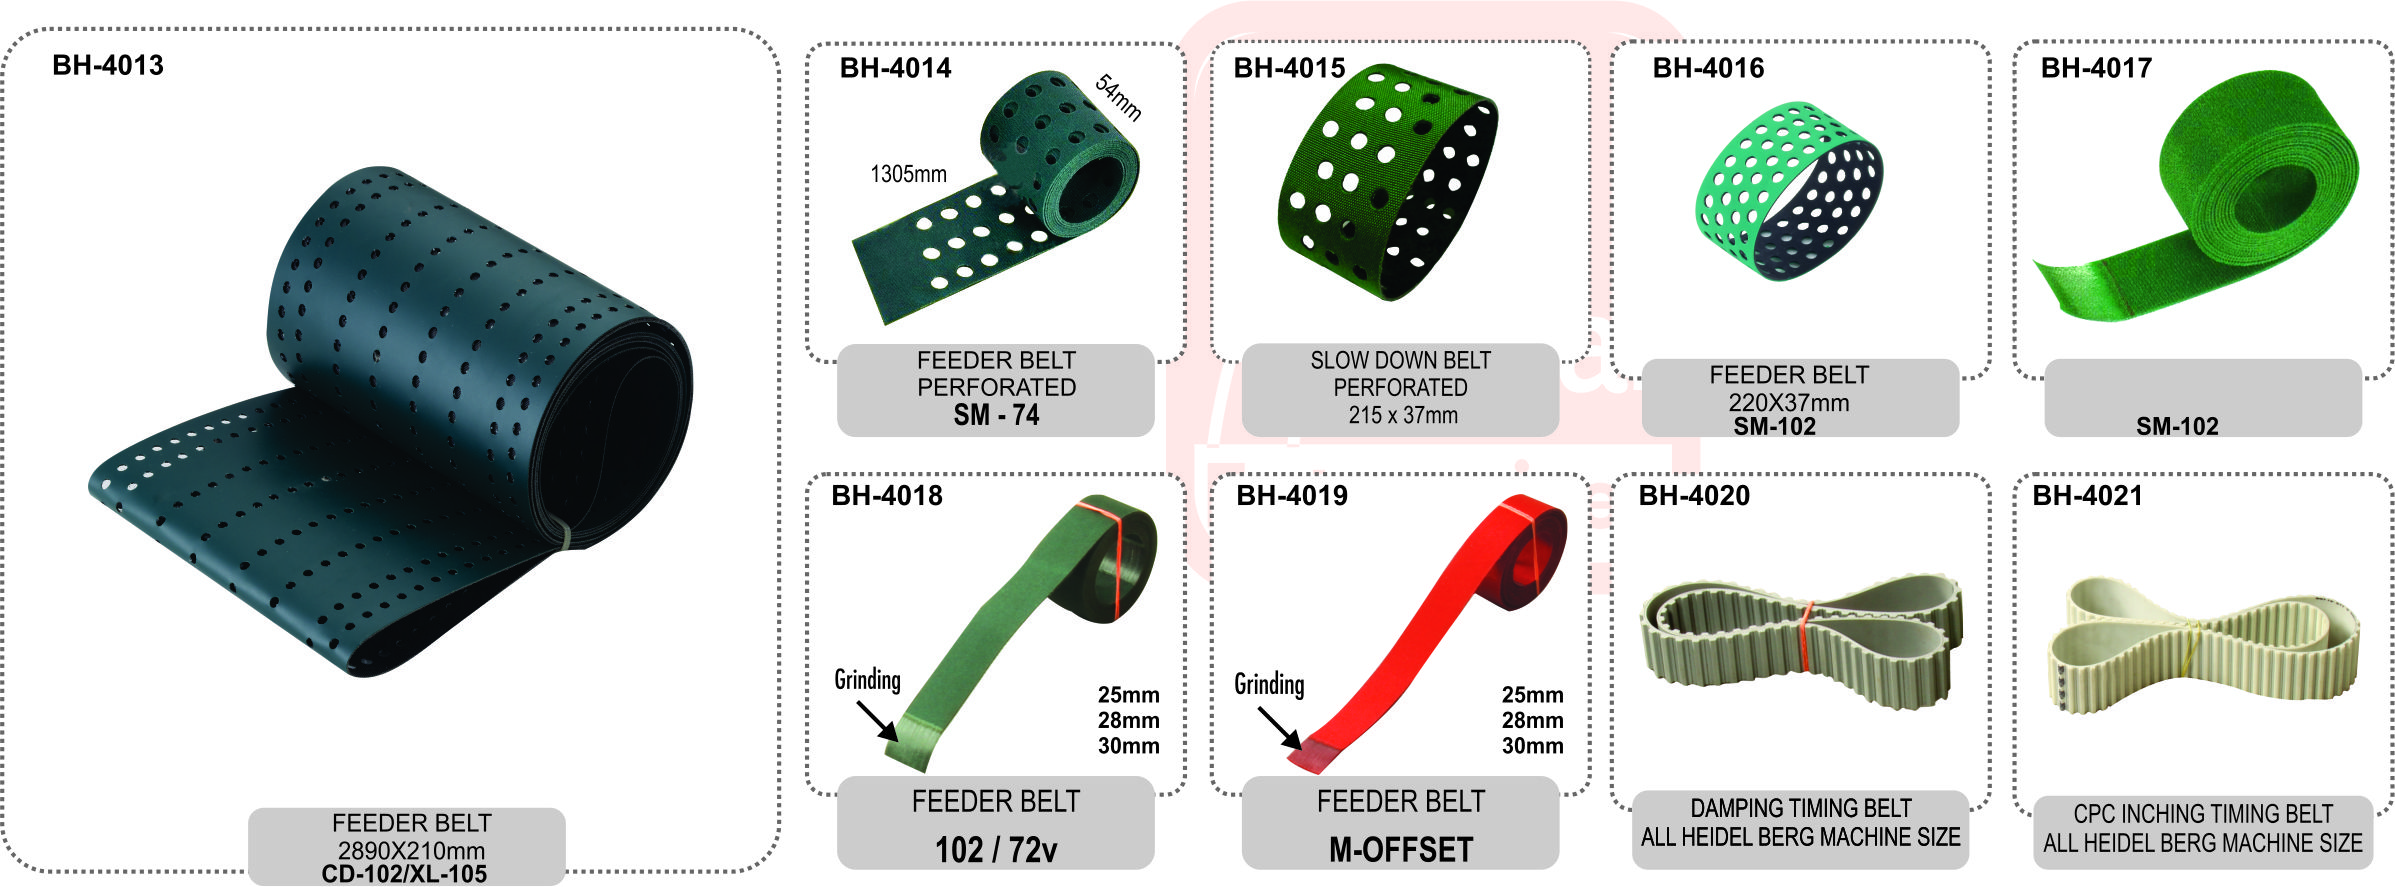 BH-4013
FEEDER BELT
2890X210mm
CD-102/XL-105
BH-4014
54mm
1305mm
FEEDER BELT
PERFORATED
SM - 74
BH-4015
SLOW DOWN BELT
PERFORATED
215 x 37mm
BH-4016
FEEDER BELT
220X37mm
SM-102
BH-4017
SM-102
BH-4018
Grinding
25mm
28mm
30mm
FEEDER BELT
102 / 72v
BH-4019
Grinding
25mm
28mm
30mm
FEEDER BELT
M-OFFSET
BH-4020
DAMPING TIMING BELT
ALL HEIDEL BERG MACHINE SIZE
BH-4021
CPC INCHING TIMING BELT
ALL HEIDEL BERG MACHINE SIZE